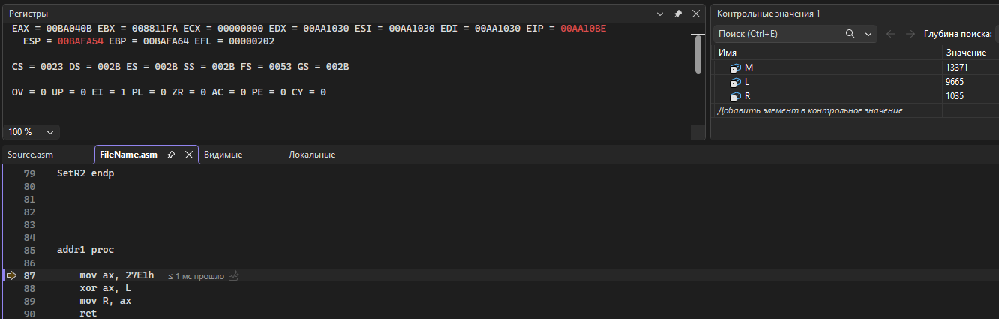 Регистры
EAX = 00BA040B EBX = 008811FA ECX = 00000000 EDX = 00AA1030 ESI = 00AA1030 EDI = 00AA1030 EIP = 00AA10BE
ESP = 00BAFA54 EBP = 00BAFA64 EFL = 00000202
CS = 0023 DS = 002B ES = 002B SS = 002B FS = 0053 GS = 002B
OV = 0 UP = 0 EI = 1 PL = 0 ZR = 0 AC = 0 PE = 0 CY = 0
100 %
Контрольные значения 1
Поиск (Ctrl+E) Глубина поиска:
Имя Значение
M 13371
L 9665
R 1035
Добавить элемент в контрольное значение
Source.asm FileName.asm Видимые Локальные
79 SetR2 endp
80
81
82
83
84
85 addr1 proc
86
87 mov ax, 27E1h ≤ 1 мс прошло
88 xor ax, L
89 mov R, ax
90 ret